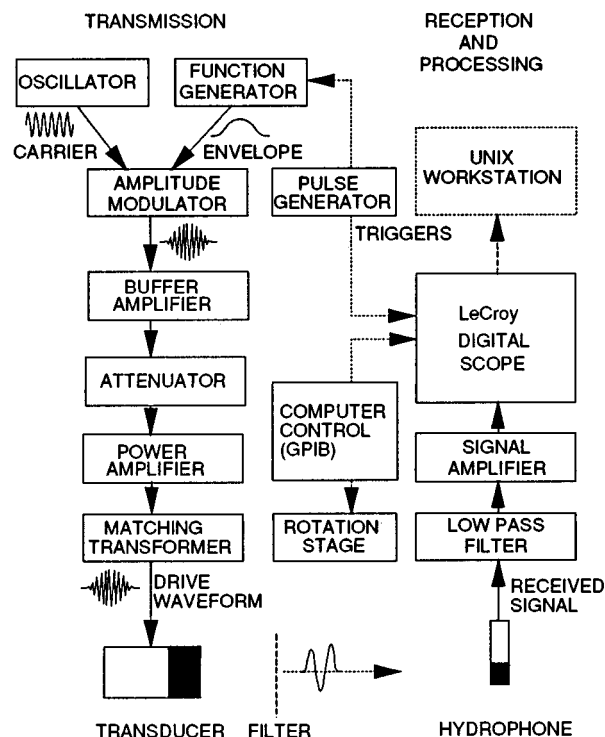 TRANSMISSION
RECEPTION
AND
PROCESSING
OSCILLATOR
FUNCTION
GENERATOR
CARRIER
ENVELOPE
AMPLITUDE
MODULATOR
PULSE
GENERATOR
TRIGGERS
UNIX
WORKSTATION
BUFFER
AMPLIFIER
LeCroy
DIGITAL
SCOPE
ATTENUATOR
COMPUTER
CONTROL
(GPIB)
POWER
AMPLIFIER
SIGNAL
AMPLIFIER
MATCHING
TRANSFORMER
ROTATION
STAGE
LOW PASS
FILTER
DRIVE
WAVEFORM
RECEIVED
SIGNAL
TRANSDUCER
FILTER
HYDROPHONE